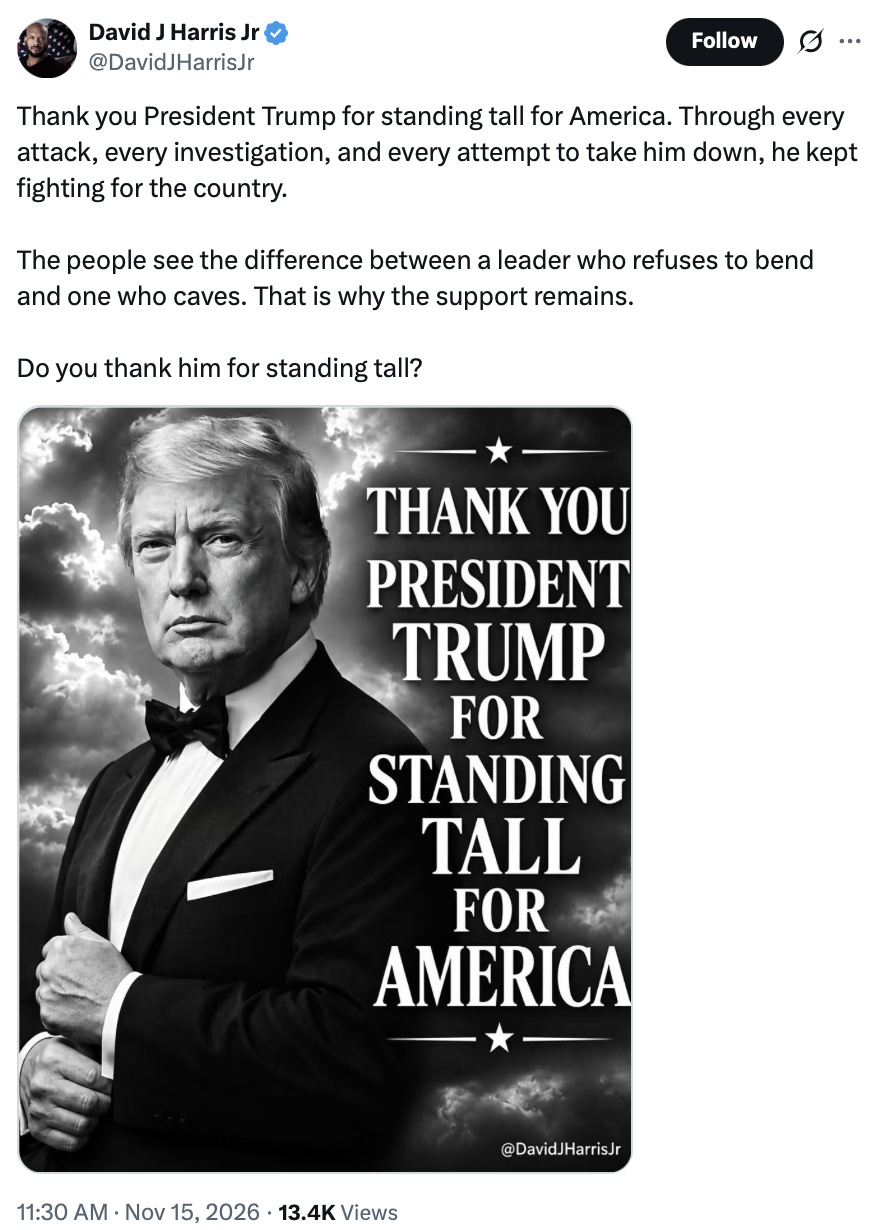 David J Harris Jr
@DavidJHarrisJr
Follow
Thank you President Trump for standing tall for America. Through every
attack, every investigation, and every attempt to take him down, he kept
fighting for the country.
The people see the difference between a leader who refuses to bend
and one who caves. That is why the support remains.
Do you thank him for standing tall?
THANK YOU
PRESIDENT
TRUMP
FOR
STANDING
TALL
FOR
AMERICA
@DavidJHarrisJr
11:30 AM · Nov 15, 2026 · 13.4K Views